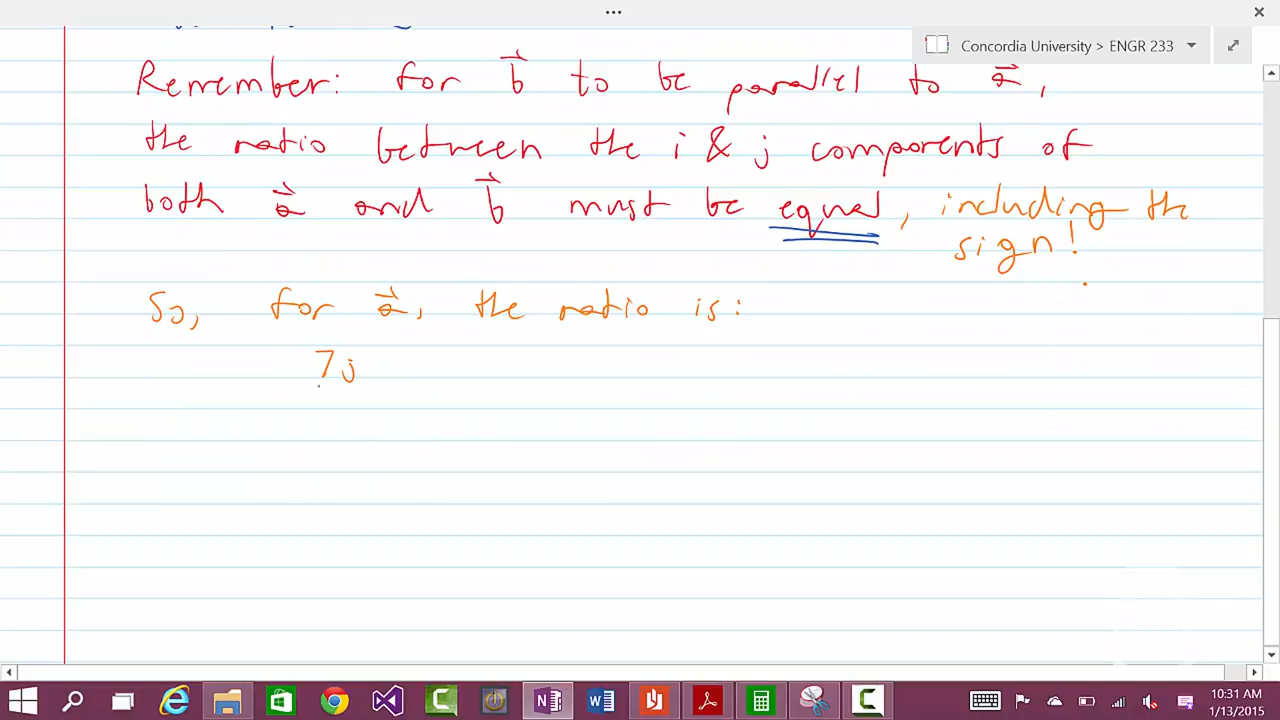 Concordia University > ENGR 233
Remember: for b to be parallel to a,
the ratio between the i & j components of
both a and b must be equal, including the
sign!
So, for a, the ratio is:
7j
10:31 AM
1/13/2015